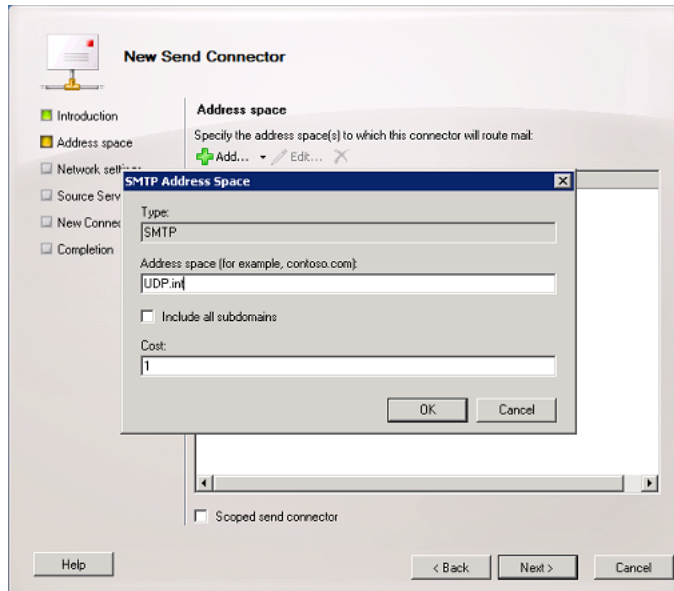 New Send Connector
Introduction
Address space
Network
Source Serv
New Connec
Completion
Address space
Specify the address space(s) to which this connector will route mail:
Add... Edit...
SMTP Address Space
Type:
SMTP
Address space (for example, contoso.com):
UDP.int
Include all subdomains
Cost:
1
OK Cancel
Scoped send connector
Help < Back Next > Cancel